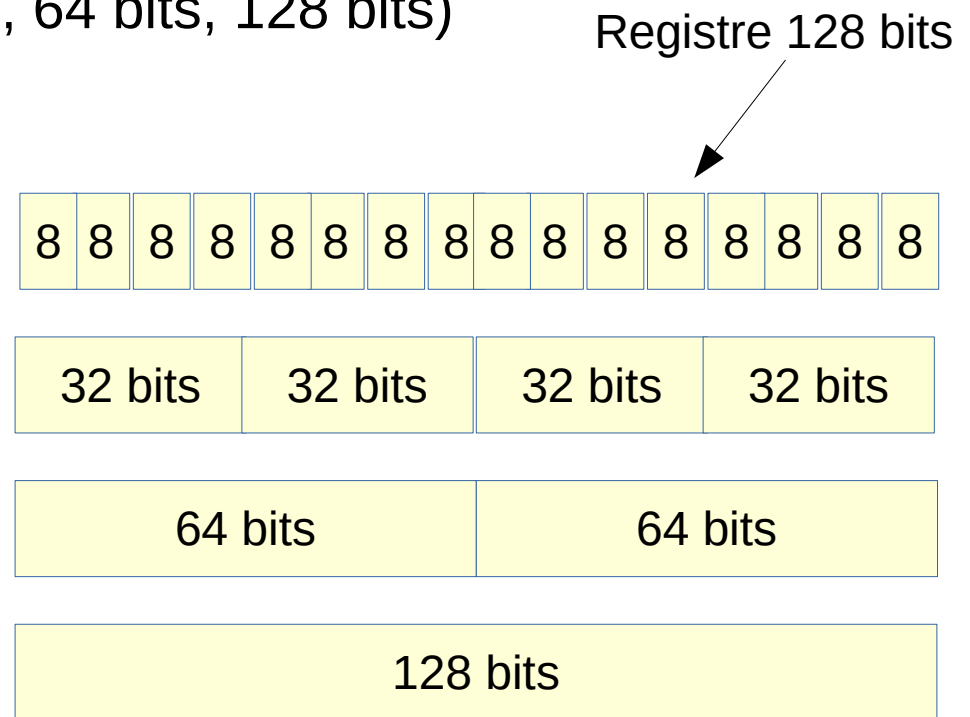 , 64 bits, 128 bits)
Registre 128 bits
8 8 8 8 8 8 8 8 8 8 8 8 8 8 8 8
32 bits 32 bits 32 bits 32 bits
64 bits 64 bits
128 bits